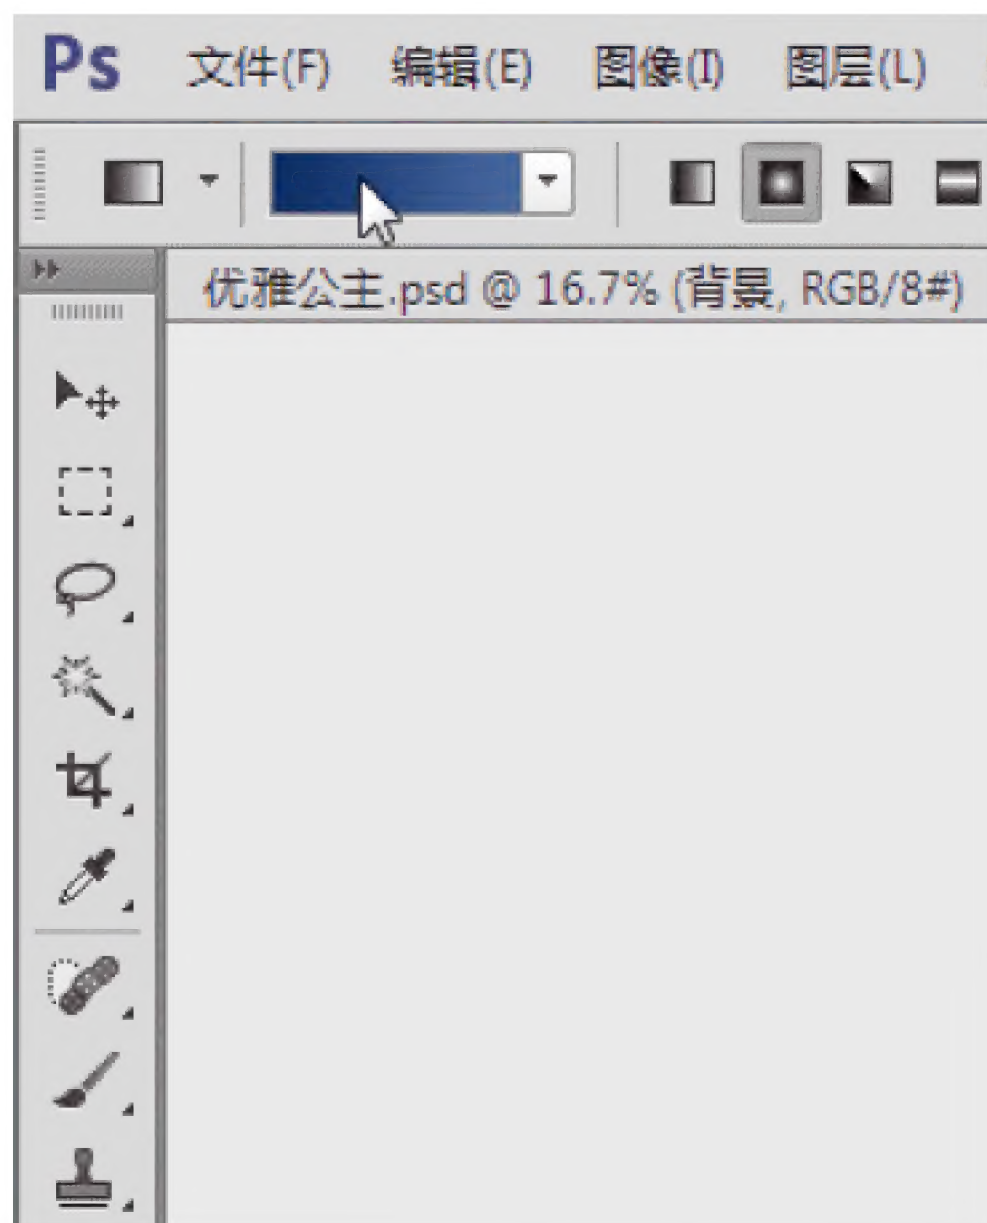 Ps 文件(F) 编辑(E) 图像(I) 图层(L)
优雅公主.psd @ 16.7% (背景, RGB/8#)